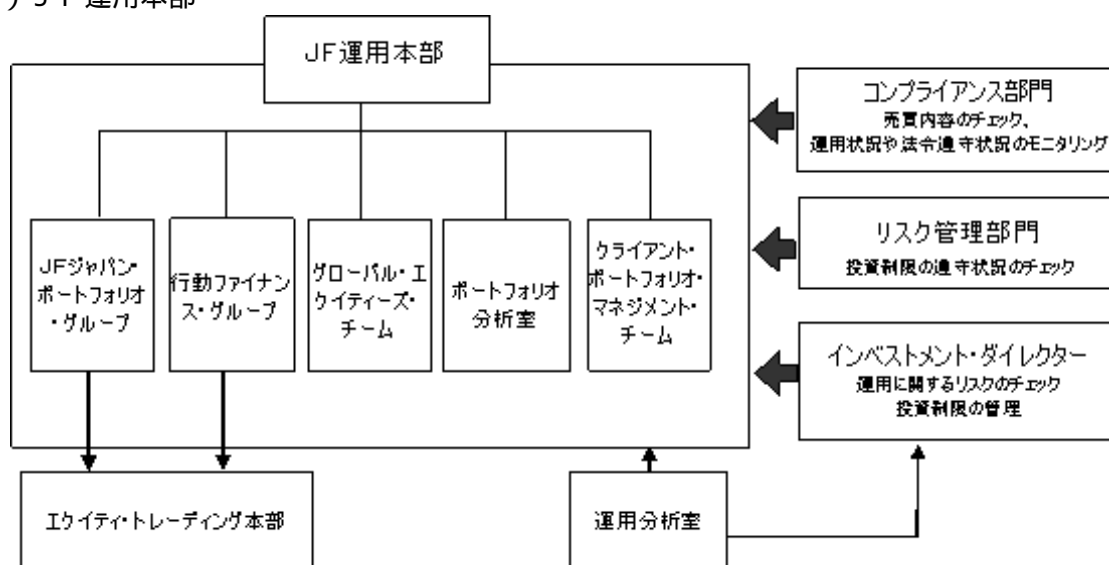 JF運用本部
コンプライアンス部門
売買内容のチェック、
運用状況や法令遵守状況のモニタリング
リスク管理部門
投資制限の遵守状況のチェック
インベストメント・ダイレクター
運用に関するリスクのチェック
投資制限の管理
JFジャパン・
ポートフォリオ
・グループ
行動ファイナン
ス・グループ
グローバル・エ
クイティーズ・
チーム
ポートフォリオ
分析室
クライアント・
ポートフォリオ・
マネジメント・
チーム
エクイティ・トレーディング本部
運用分析室